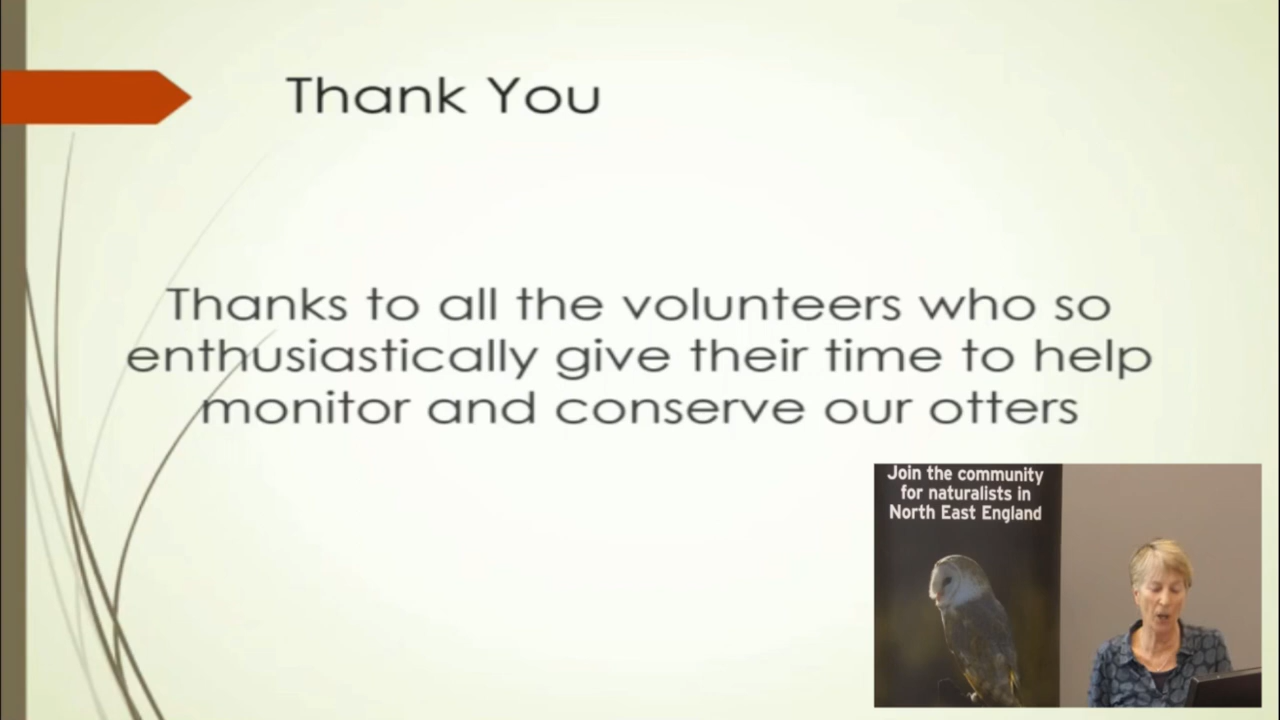 Thank You
Thanks to all the volunteers who so
enthusiastically give their time to help
monitor and conserve our otters
Join the community
for naturalists in
North East England